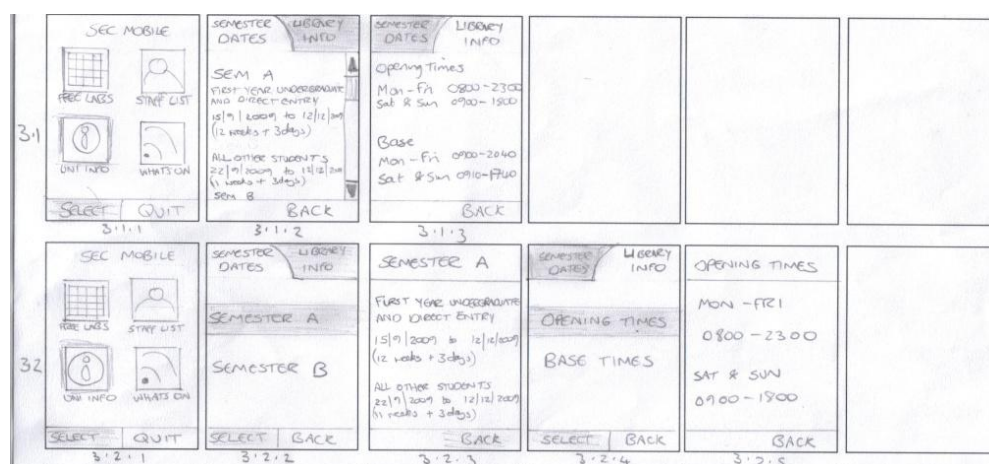 SEC MOBILE
FREE LABS
STAFF LIST
UNI INFO
WHATS ON
SELECT
QUIT
3.1
3.1.1
SEMESTER
DATES
LIBRARY
INFO
SEM A
FIRST YEAR UNDERGRADUATE
AND DIRECT ENTRY
15/9/2009 to 12/12/2009
(12 weeks + 3 days)
ALL OTHER STUDENTS
22/9/2009 to 12/12/2009
weeks + 3 days)
SEM B
BACK
3.1.2
SEMESTER
DATES
LIBRARY
INFO
Opening Times
Mon - Fri 0800 - 2300
Sat & Sun 0900 - 1800
Base
Mon - Fri 0900 - 2040
Sat & Sun 0910 - 1740
BACK
3.1.3
SEC MOBILE
FREE LABS
STAFF LIST
UNI INFO
WHATS ON
SELECT
QUIT
3.2
3.2.1
SEMESTER
DATES
LIBRARY
INFO
SEMESTER A
SEMESTER B
SELECT
BACK
3.2.2
SEMESTER A
FIRST YEAR UNDERGRADUATE
AND DIRECT ENTRY
15/9/2009 to 12/12/2009
(12 weeks + 3 days)
ALL OTHER STUDENTS
22/9/2009 to 12/12/2009
(11 weeks + 3 days)
BACK
3.2.3
SEMESTER
DATES
LIBRARY
INFO
OPENING TIMES
BASE TIMES
SELECT
BACK
3.2.4
OPENING TIMES
MON - FRI
0800 - 2300
SAT & SUN
0900 - 1800
BACK
3.2.5